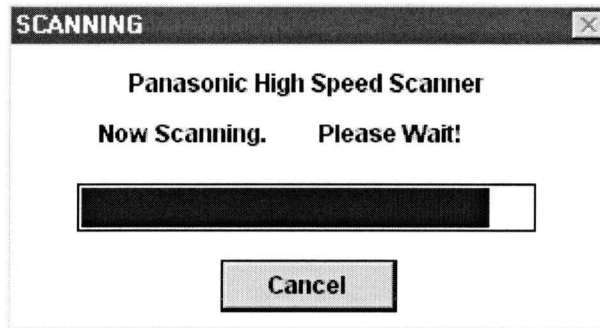 SCANNING
Panasonic High Speed Scanner
Now Scanning. Please Wait!
Cancel